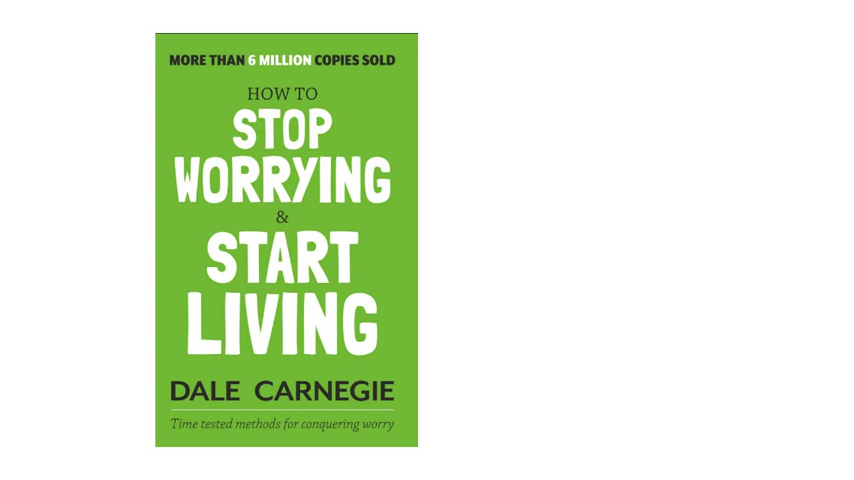 MORE THAN 6 MILLION COPIES SOLD
HOW TO
STOP
WORRYING
&
START
LIVING
DALE CARNEGIE
Time tested methods for conquering worry